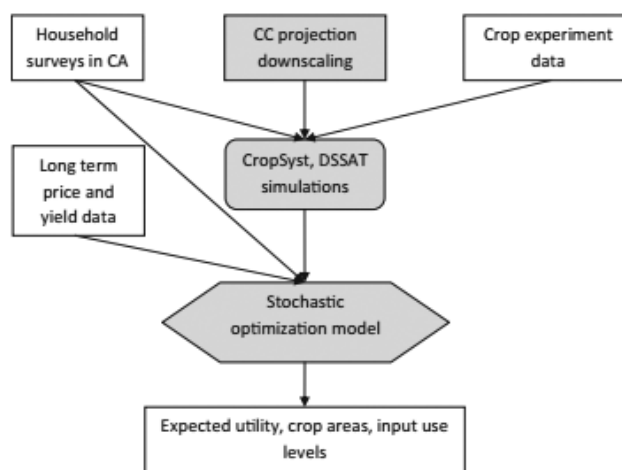 Household
surveys in CA
CC projection
downscaling
Crop experiment
data
Long term
price and
yield data
CropSyst, DSSAT
simulations
Stochastic
optimization model
Expected utility, crop areas, input use
levels